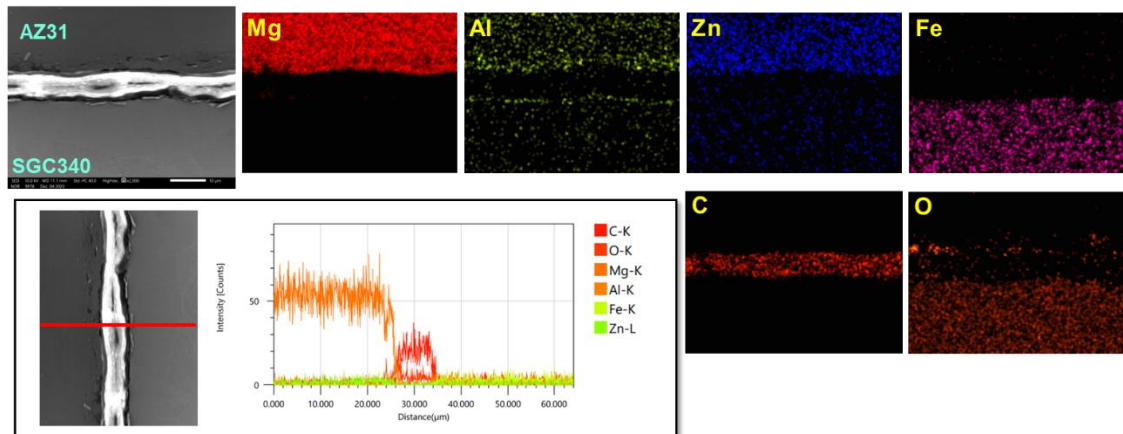 AZ31
SGC340
Mg
Al
Zn
Fe
C
O
Intensity [Counts]
50
0
0.000 10.000 20.000 30.000 40.000 50.000 60.000
Distance(μm)
C-K
O-K
Mg-K
Al-K
Fe-K
Zn-L